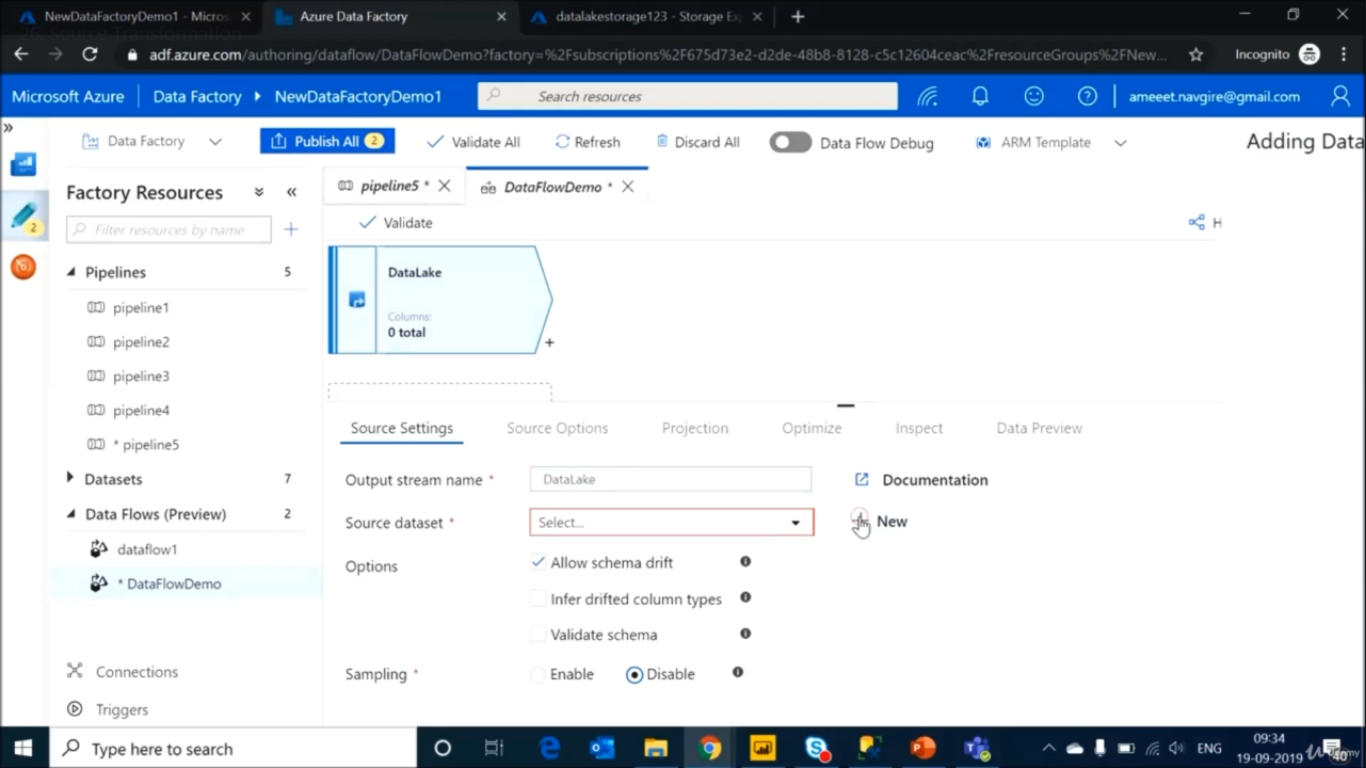 NewDataFactoryDemo1 - Micros
Azure Data Factory
datalakestorage123 - Storage Ex
26. Source Transformation
adf.azure.com/authoring/dataflow/DataFlowDemo?factory=%2Fsubscriptions%2F675d73e2-d2de-48b8-8128-c5c12604ceac%2FresourceGroups%2FNew...
Incognito
Microsoft Azure
Data Factory
NewDataFactoryDemo1
Search resources
ameeet.navgire@gmail.com
Data Factory
Publish All 2
Validate All
Refresh
Discard All
Data Flow Debug
ARM Template
Adding Data
Factory Resources
pipeline5 *
DataFlowDemo *
2
Filter resources by name
Validate
H
Pipelines 5
pipeline1
pipeline2
pipeline3
pipeline4
* pipeline5
Datasets 7
Data Flows (Preview) 2
dataflow1
* DataFlowDemo
Connections
Triggers
DataLake
Columns:
0 total
+
Source Settings
Source Options
Projection
Optimize
Inspect
Data Preview
Output stream name *
DataLake
Documentation
Source dataset *
Select...
New
Options
Allow schema drift
Infer drifted column types
Validate schema
Sampling *
Enable
Disable
Type here to search
ENG
09:34
19-09-2019
40